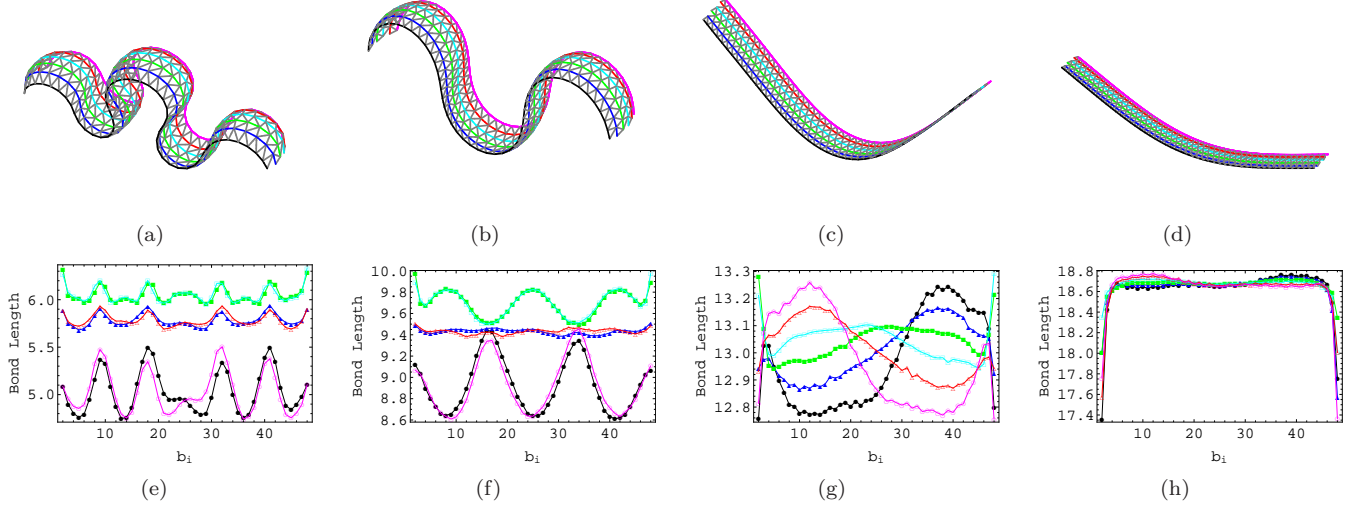 (a) (b) (c) (d)
6.0
5.5
5.0
Bond Length
10 20 30 40
b_i
10.0
9.8
9.6
9.4
9.2
9.0
8.8
8.6
Bond Length
10 20 30 40
b_i
13.3
13.2
13.1
13.0
12.9
12.8
Bond Length
10 20 30 40
b_i
18.8
18.6
18.4
18.2
18.0
17.8
17.6
17.4
Bond Length
10 20 30 40
b_i
(e) (f) (g) (h)